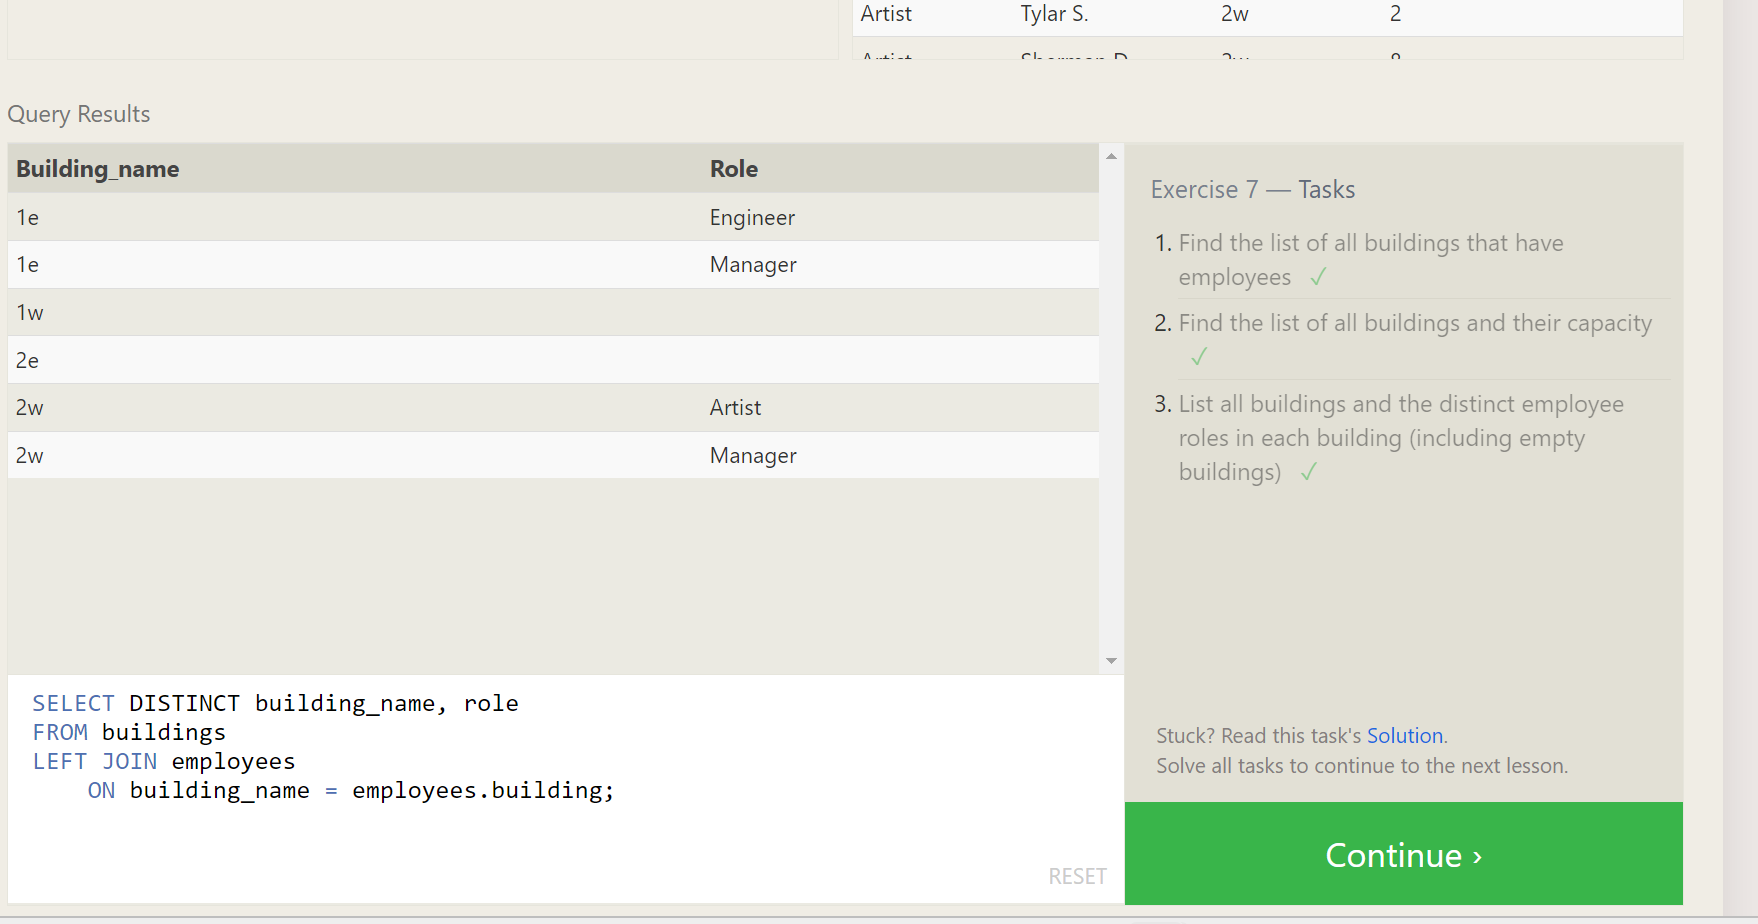 Artist Tylar S. 2w 2
Query Results
Building_name Role
1e Engineer
1e Manager
1w
2e
2w Artist
2w Manager
SELECT DISTINCT building_name, role
FROM buildings
LEFT JOIN employees
ON building_name = employees.building;
RESET
Exercise 7 — Tasks
1. Find the list of all buildings that have
employees ✓
2. Find the list of all buildings and their capacity
✓
3. List all buildings and the distinct employee
roles in each building (including empty
buildings) ✓
Stuck? Read this task's Solution.
Solve all tasks to continue to the next lesson.
Continue ›